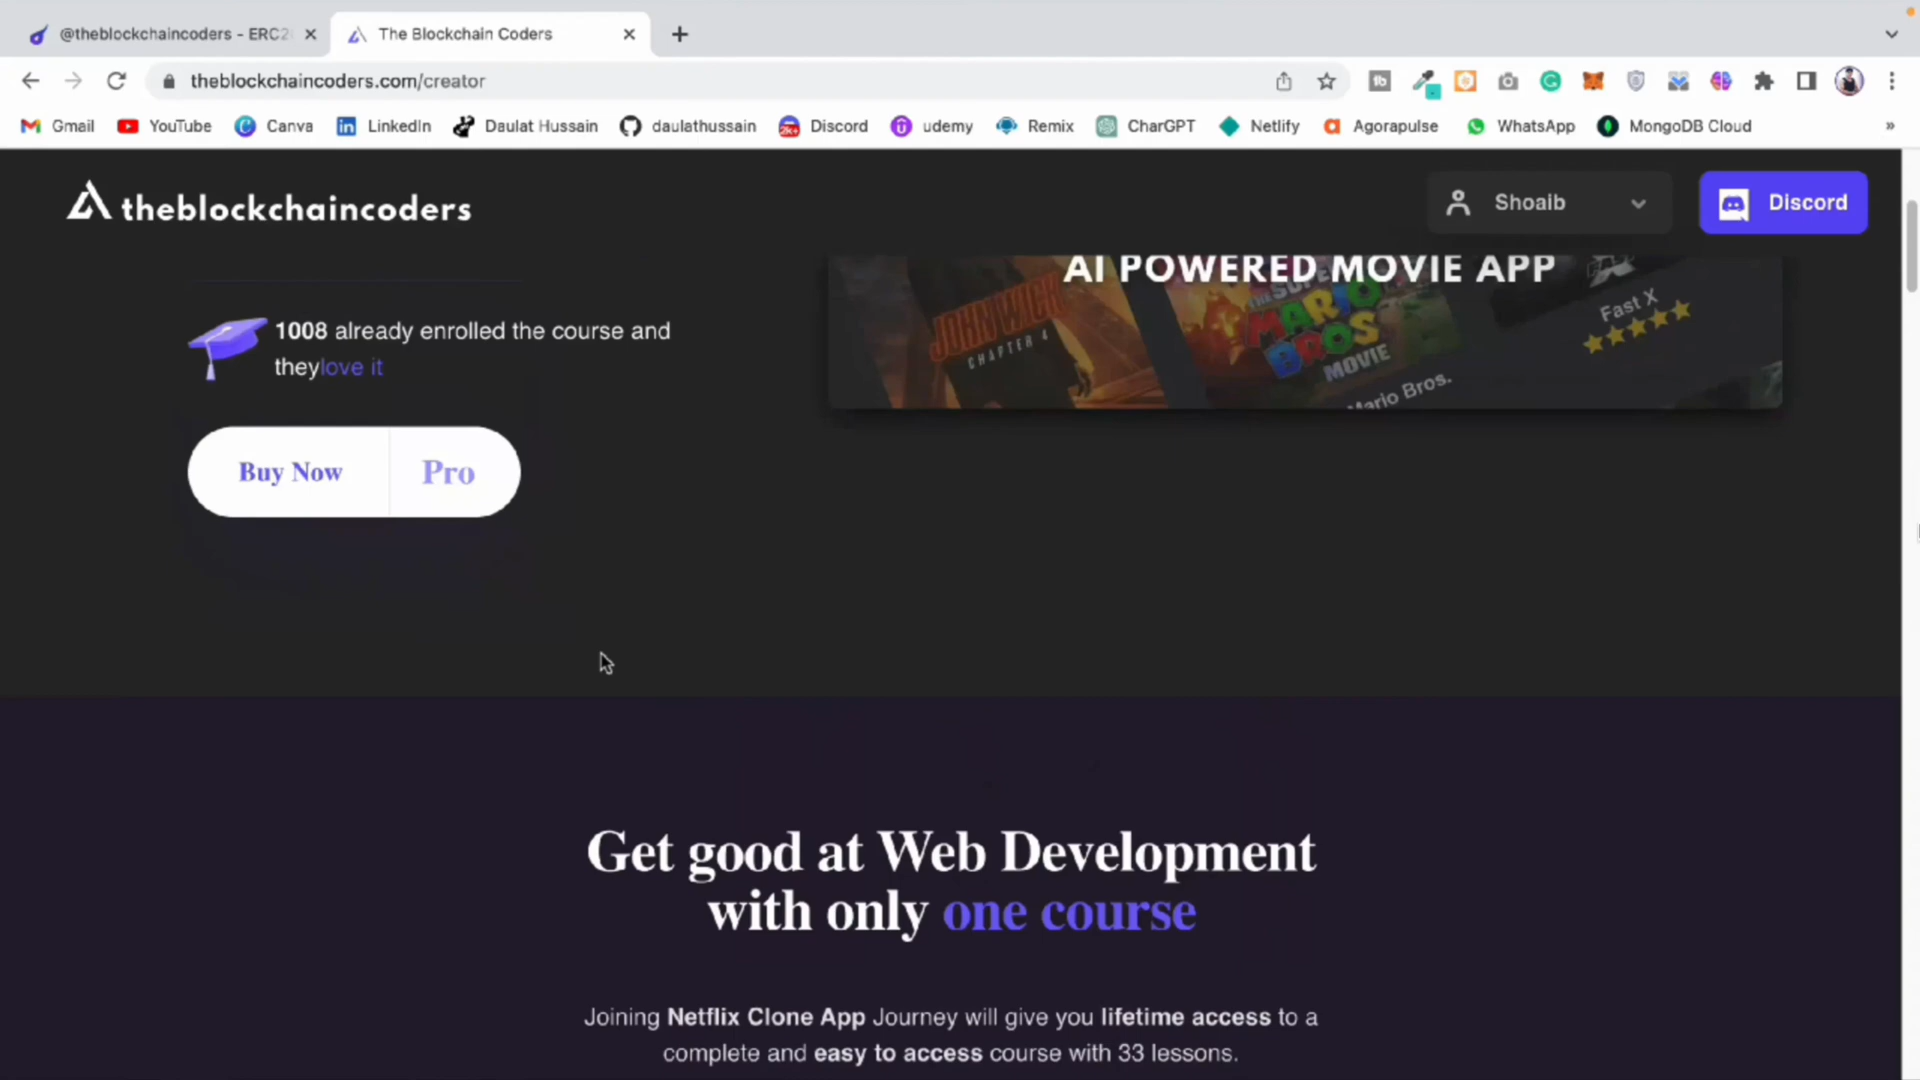 @theblockchaincoders - ERC2
The Blockchain Coders
theblockchaincoders.com/creator
Gmail
YouTube
Canva
LinkedIn
Daulat Hussain
daulathussain
Discord
udemy
Remix
CharGPT
Netlify
Agorapulse
WhatsApp
MongoDB Cloud
»
theblockchaincoders
Shoaib
Discord
AI POWERED MOVIE APP
JOHN WICK
CHAPTER 4
THE SUPER
MARIO
BROS
MOVIE
Mario Bros.
Fast X
1008 already enrolled the course and
theylove it
Buy Now
Pro
Get good at Web Development
with only one course
Joining Netflix Clone App Journey will give you lifetime access to a
complete and easy to access course with 33 lessons.